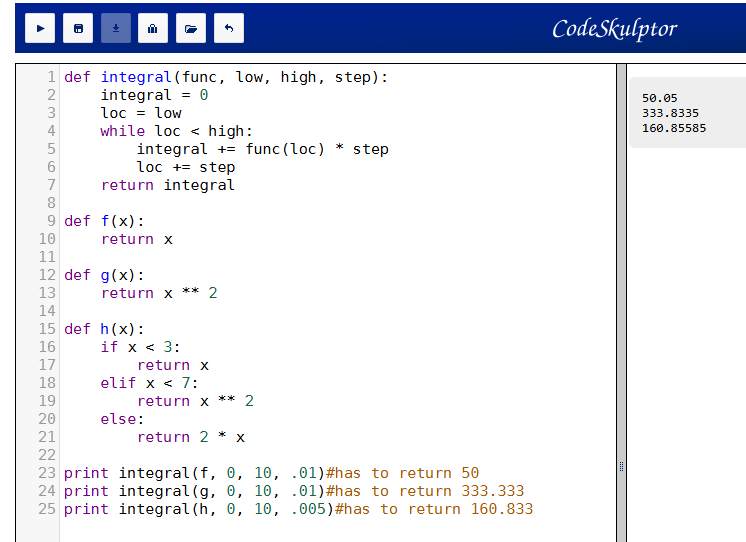 CodeSkulptor
1 def integral(func, low, high, step):
2     integral = 0
3     loc = low
4     while loc < high:
5         integral += func(loc) * step
6         loc += step
7     return integral
8
9 def f(x):
10     return x
11
12 def g(x):
13     return x ** 2
14
15 def h(x):
16     if x < 3:
17         return x
18     elif x < 7:
19         return x ** 2
20     else:
21         return 2 * x
22
23 print integral(f, 0, 10, .01)#has to return 50
24 print integral(g, 0, 10, .01)#has to return 333.333
25 print integral(h, 0, 10, .005)#has to return 160.833
50.05
333.8335
160.85585